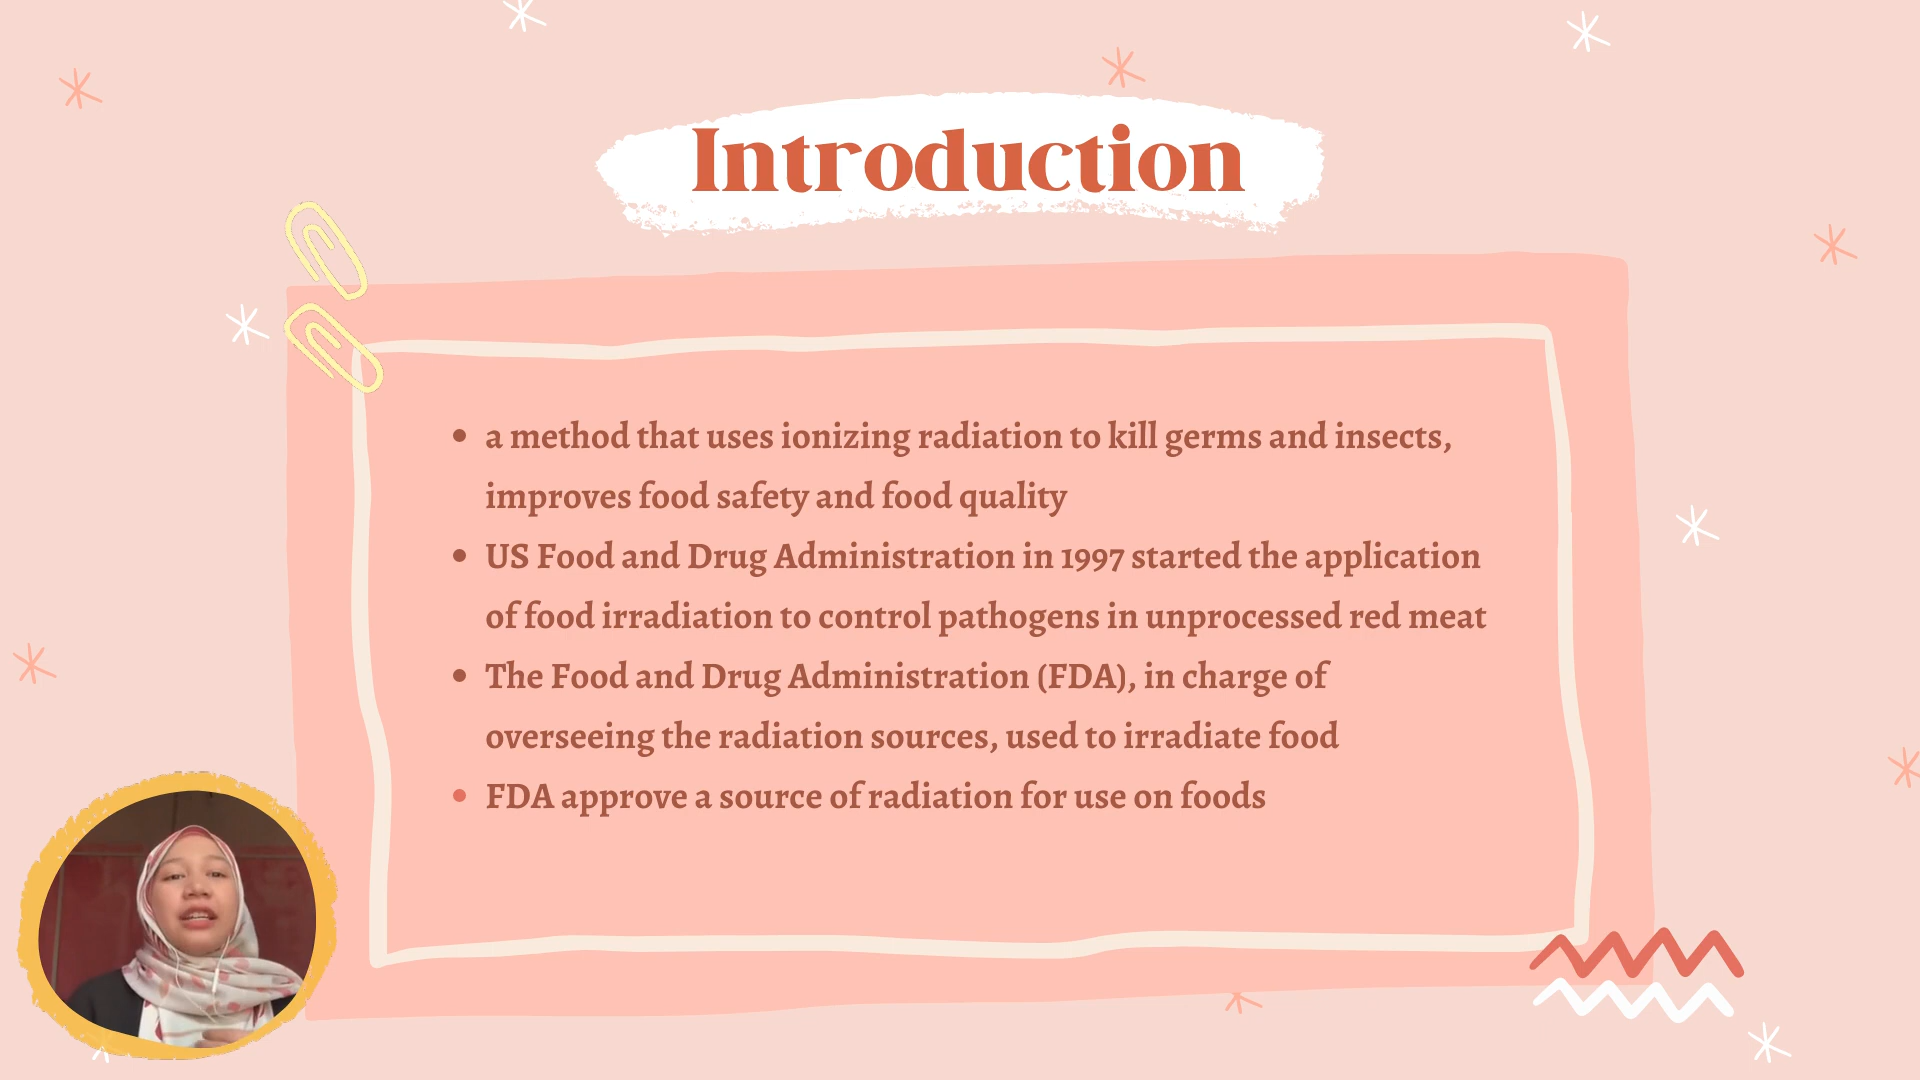 Introduction
• a method that uses ionizing radiation to kill germs and insects,
improves food safety and food quality
• US Food and Drug Administration in 1997 started the application
of food irradiation to control pathogens in unprocessed red meat
• The Food and Drug Administration (FDA), in charge of
overseeing the radiation sources, used to irradiate food
• FDA approve a source of radiation for use on foods